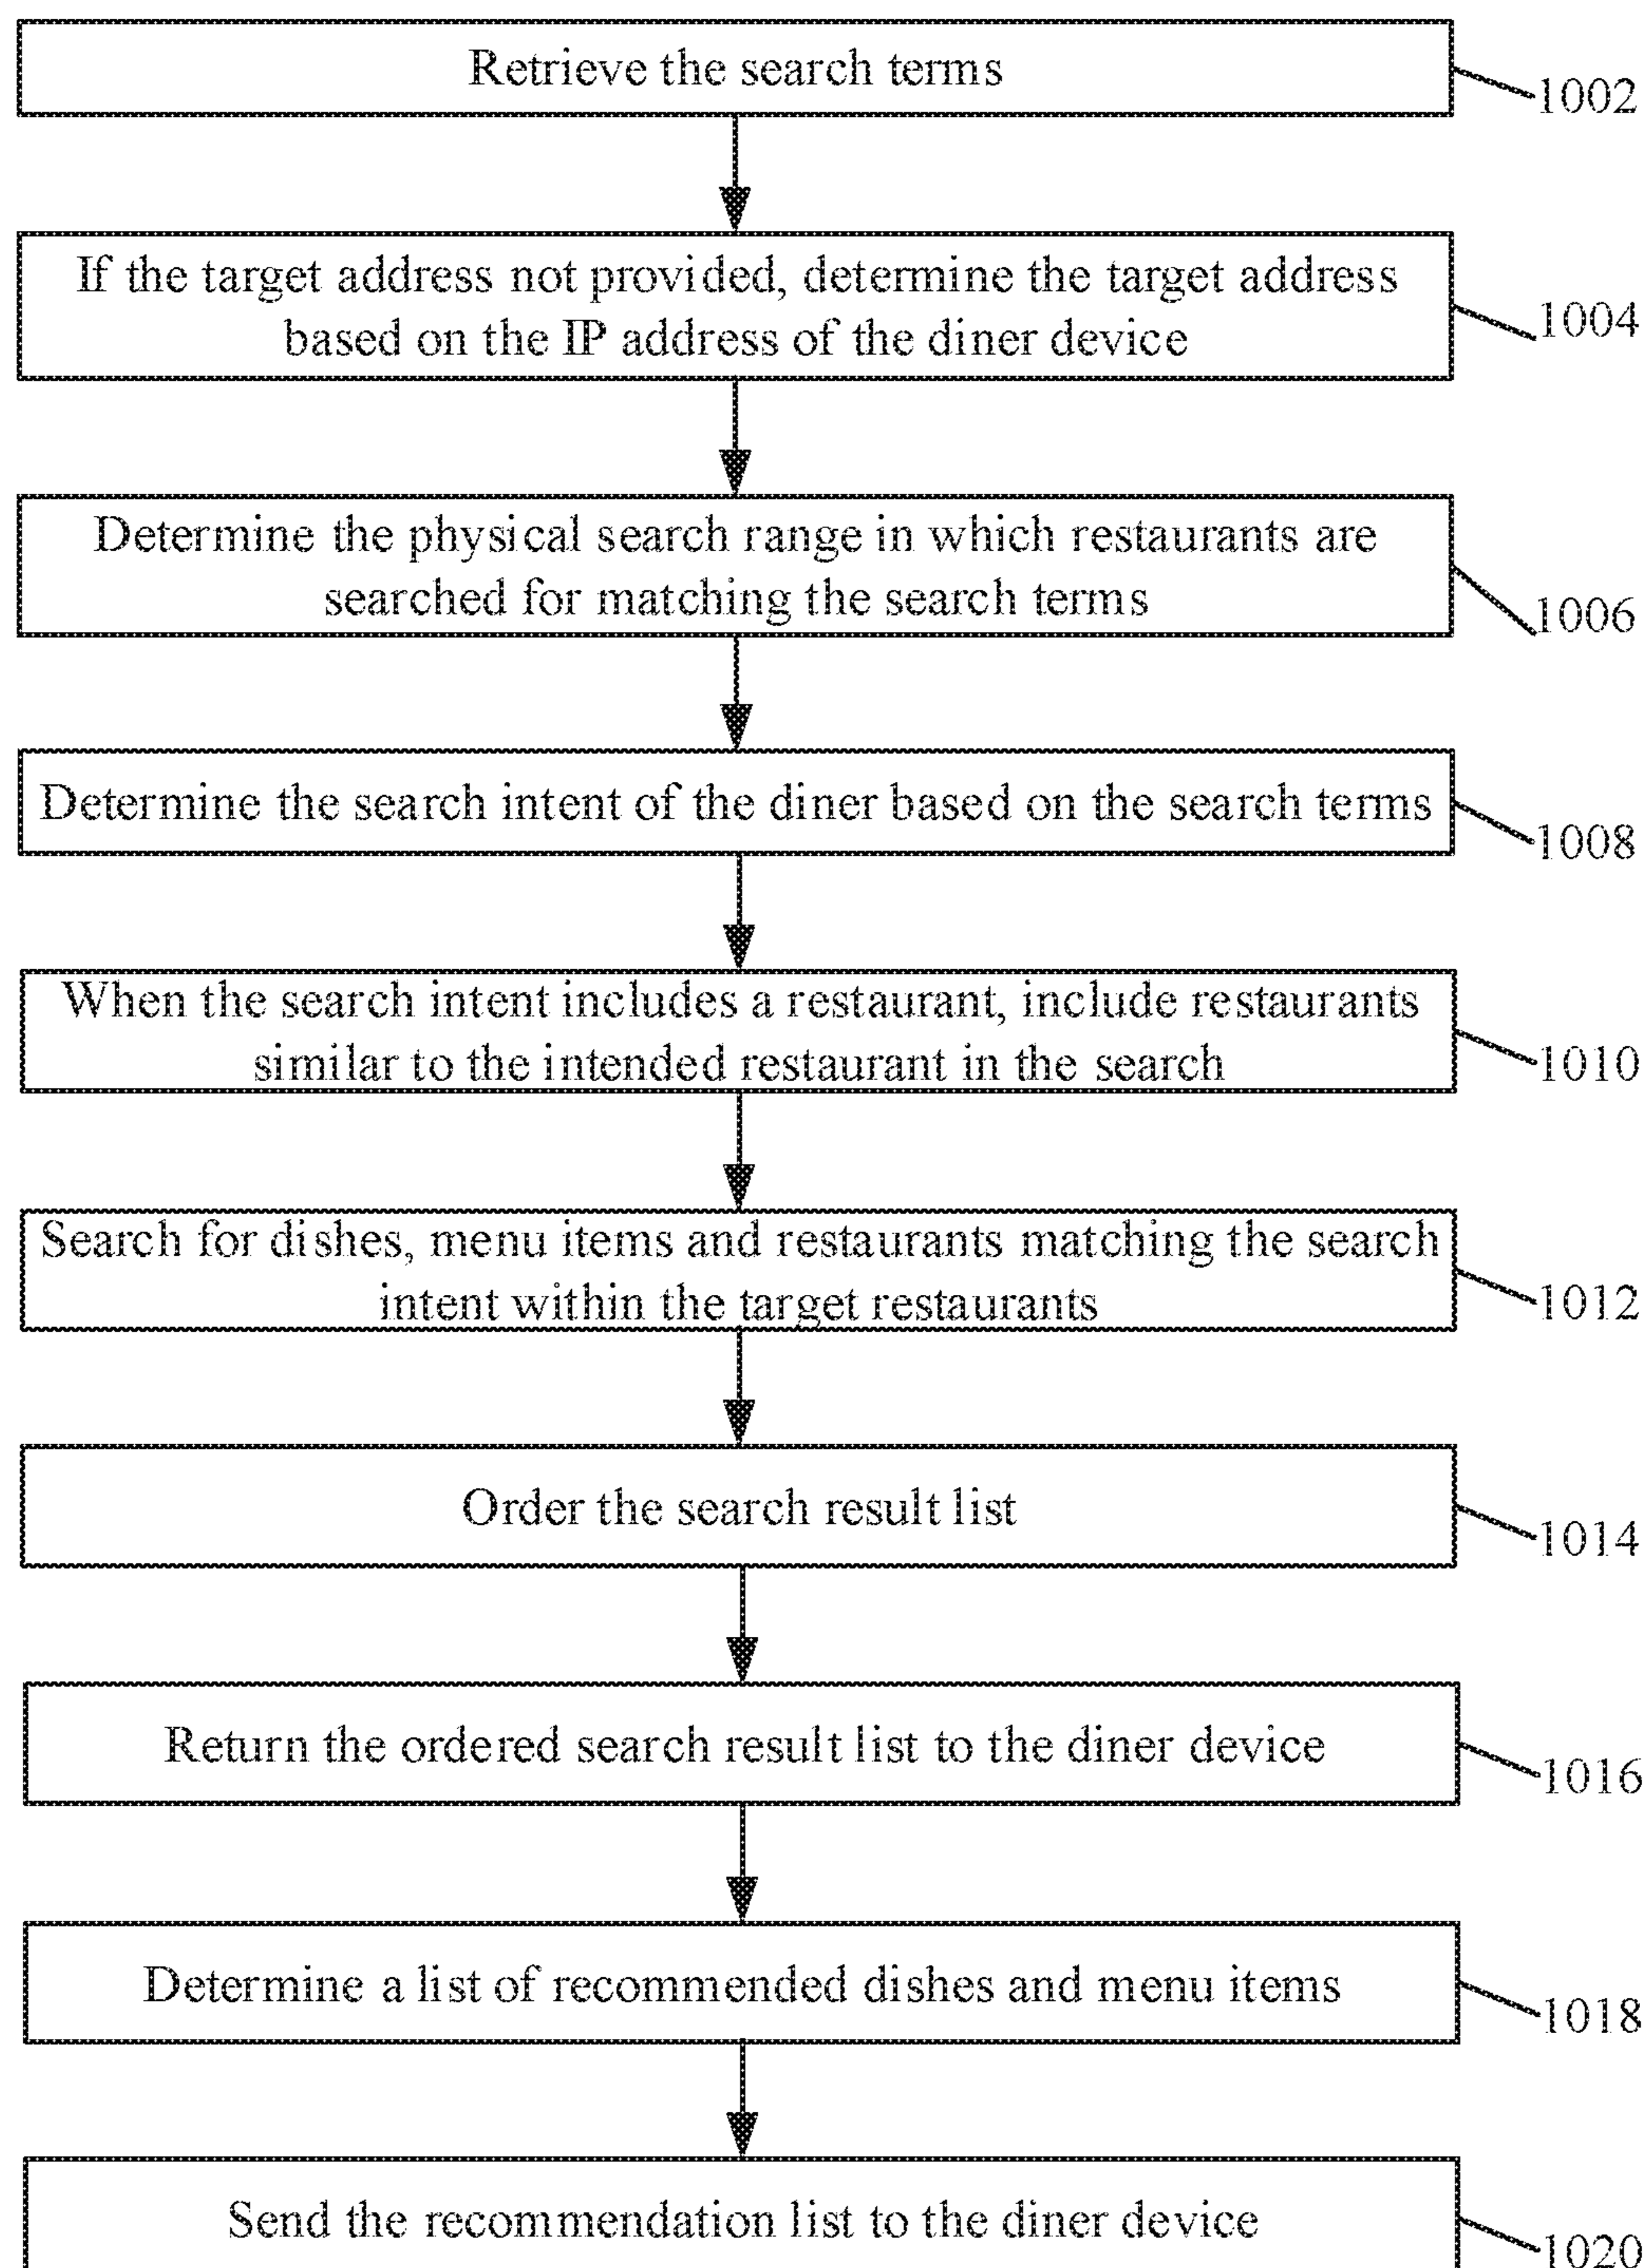 Retrieve the search terms
1002
If the target address not provided, determine the target address
based on the IP address of the diner device
1004
Determine the physical search range in which restaurants are
searched for matching the search terms
1006
Determine the search intent of the diner based on the search terms
1008
When the search intent includes a restaurant, include restaurants
similar to the intended restaurant in the search
1010
Search for dishes, menu items and restaurants matching the search
intent within the target restaurants
1012
Order the search result list
1014
Return the ordered search result list to the diner device
1016
Determine a list of recommended dishes and menu items
1018
Send the recommendation list to the diner device
1020